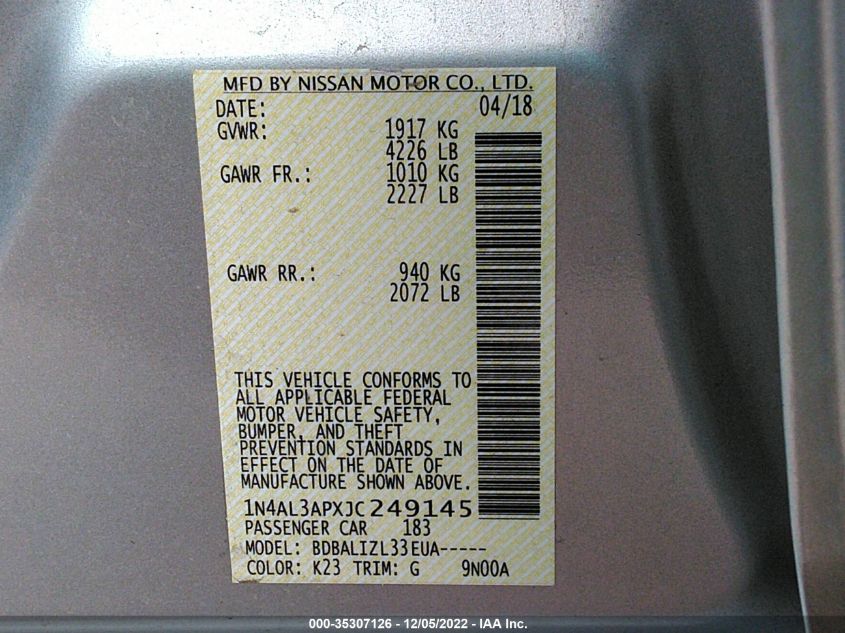 MFD BY NISSAN MOTOR CO., LTD.
DATE: 04/18
GVWR: 1917 KG
4226 LB
GAWR FR.: 1010 KG
2227 LB
GAWR RR.: 940 KG
2072 LB
THIS VEHICLE CONFORMS TO
ALL APPLICABLE FEDERAL
MOTOR VEHICLE SAFETY,
BUMPER, AND THEFT
PREVENTION STANDARDS IN
EFFECT ON THE DATE OF
MANUFACTURE SHOWN ABOVE.
1N4AL3APXJC249145
PASSENGER CAR 183
MODEL: BDBALIZL33EUA-----
COLOR: K23 TRIM: G 9N00A
000-35307126 - 12/05/2022 - IAA Inc.